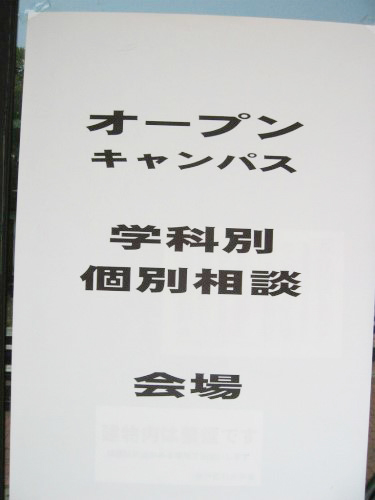 オープン
キャンパス
学科別
個別相談
会場